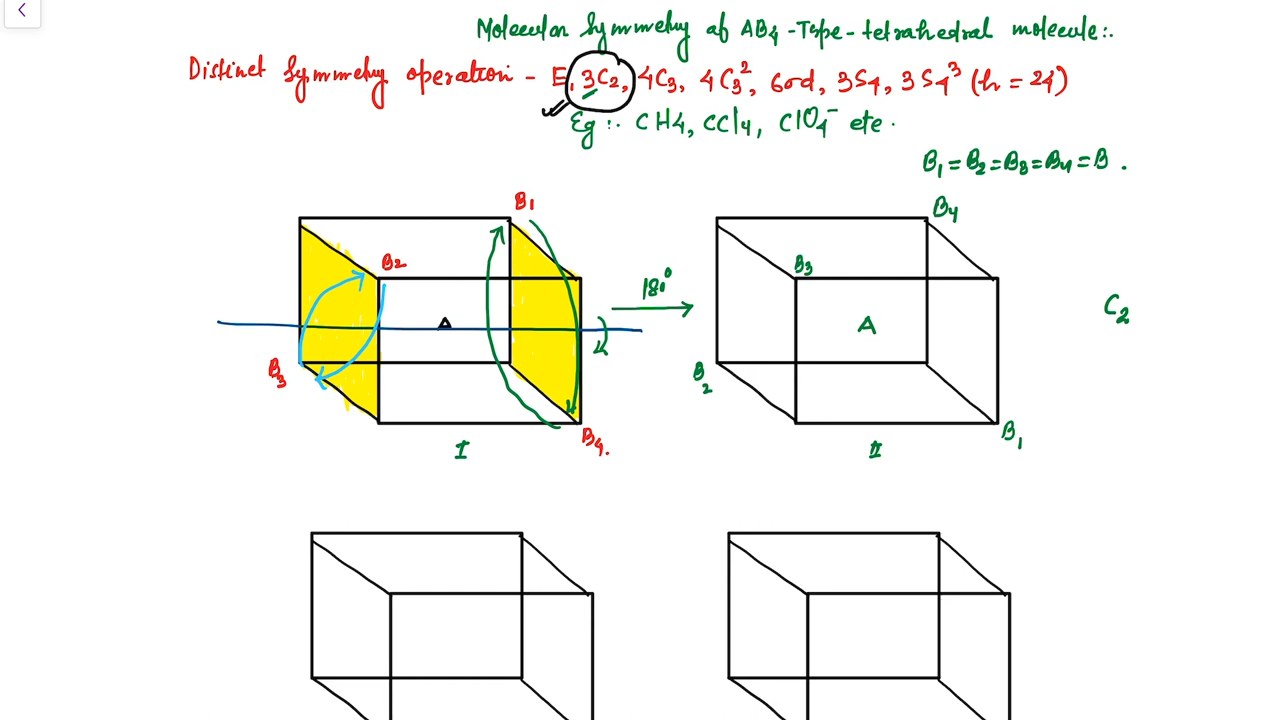 Molecular Symmetry of AB4-Type-tetrahedral molecule:.
Distinct Symmetry operation - E, 3C2, 4C3, 4C3², 6σd, 3S4, 3S4³ (h = 24)
Eg:. CH4, CCl4, ClO4⁻ etc.
B1 = B2 = B3 = B4 = B.
B1
B4
B2
B3
180°
A
A
C2
B3
B2
B4.
B1
I
II